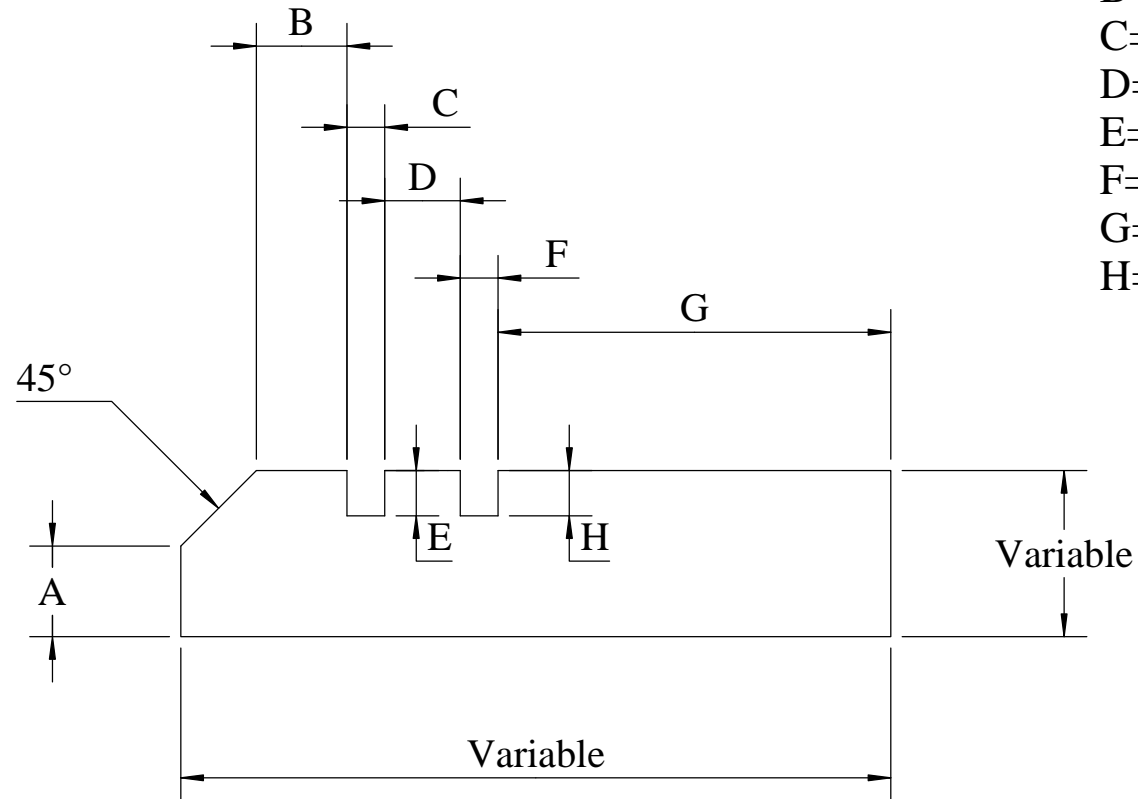 B
C=
C
D=
D
E=
F=
F
G=
G
H=
45°
E
H
Variable
A
Variable